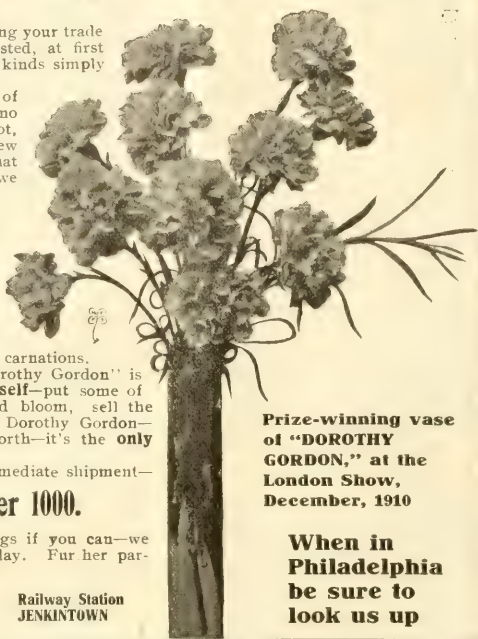 ng your trade
sted, at first
kinds simply
of
no
ot,
ew
nat
we
carnations.
rothy Gordon" is
self—put some of
d bloom, sell the
Dorothy Gordon—
orth—it's the only
mediate shipment—
er 1000.
gs if you can—we
lay. Fur her par-
Railway Station
JENKINTOWN
Prize-winning vase
of "DOROTHY
GORDON," at the
London Show,
December, 1910
When in
Philadelphia
be sure to
look us up